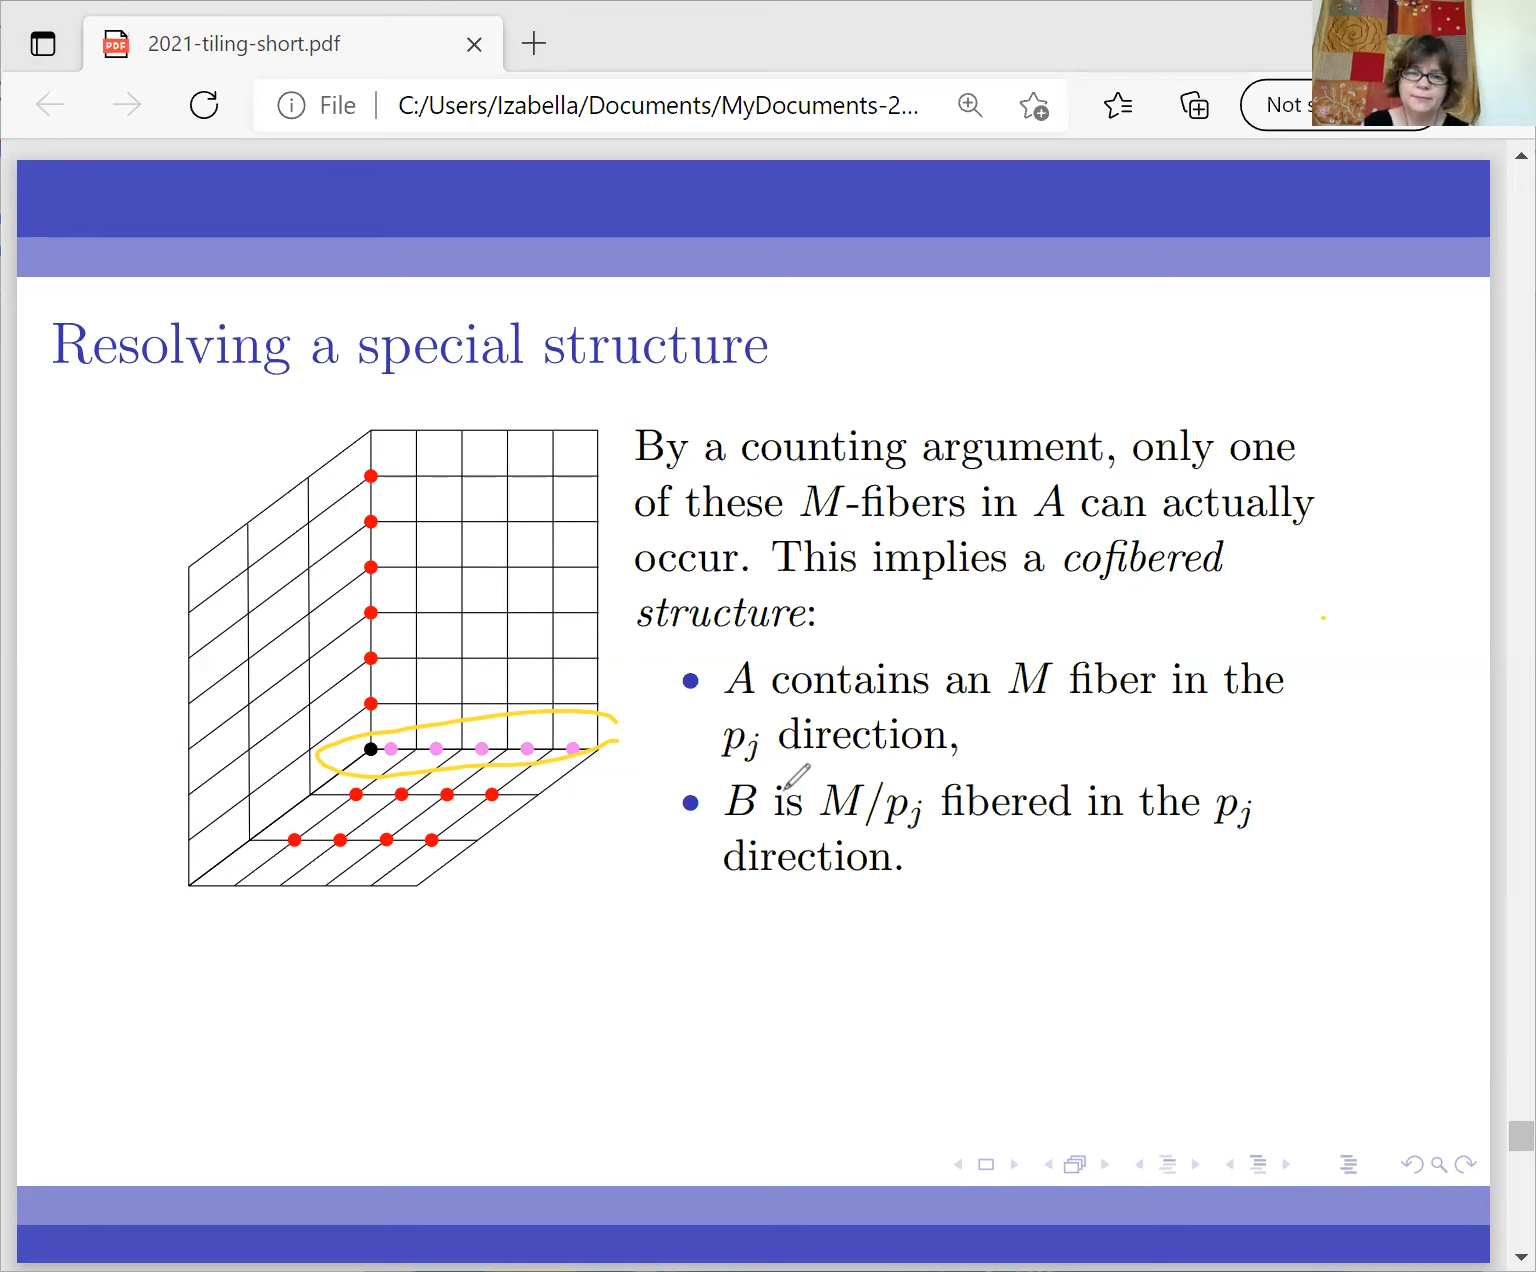 2021-tiling-short.pdf
PDF
File
C:/Users/Izabella/Documents/MyDocuments-2...
Not s
Resolving a special structure
By a counting argument, only one
of these M-fibers in A can actually
occur. This implies a cofibered
structure:
• A contains an M fiber in the
p_j direction,
• B is M/p_j fibered in the p_j
direction.